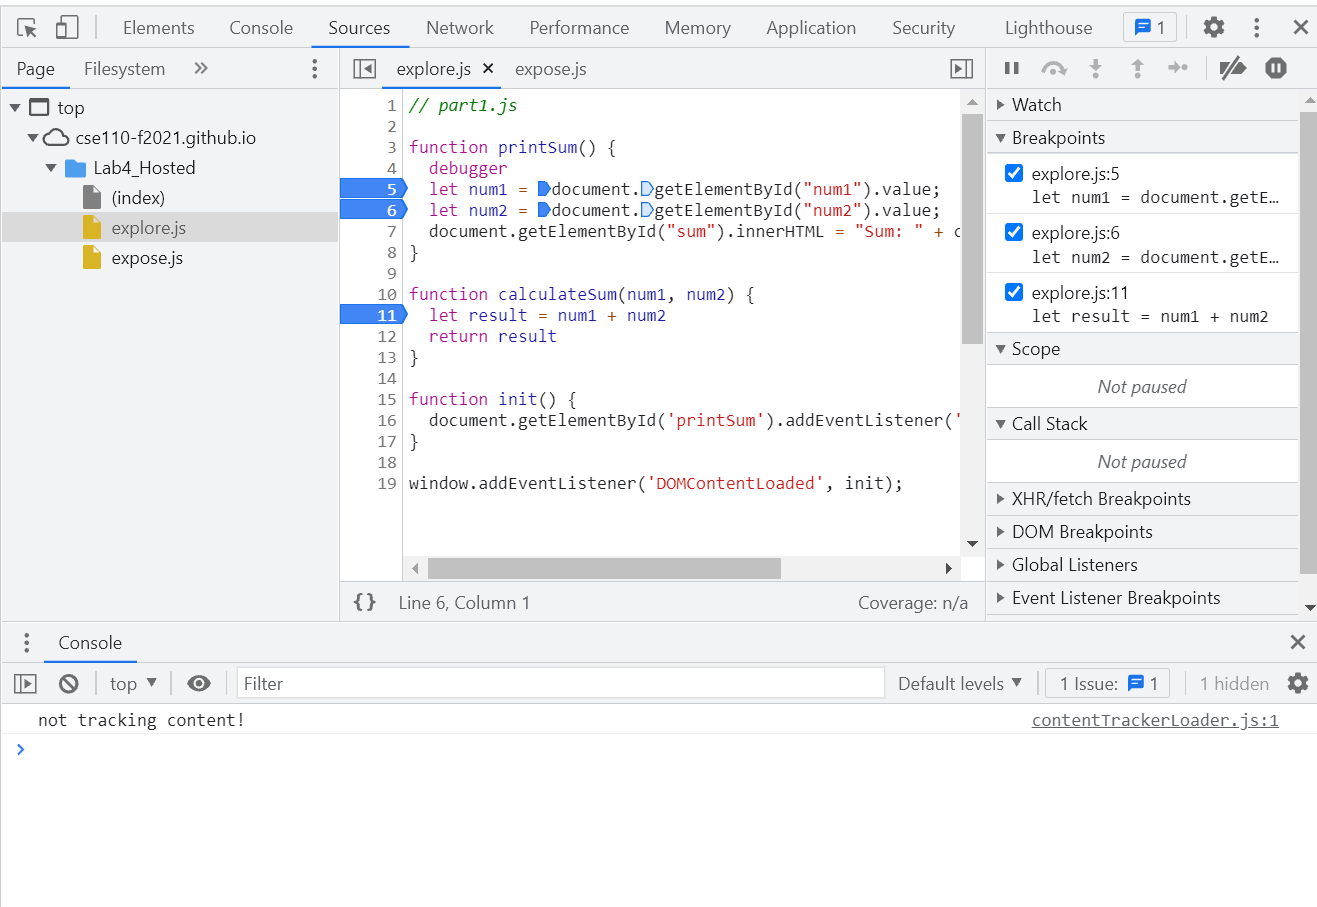 Elements Console Sources Network Performance Memory Application Security Lighthouse 1
Page Filesystem
explore.js expose.js
top
cse110-f2021.github.io
Lab4_Hosted
(index)
explore.js
expose.js
1 // part1.js
2
3 function printSum() {
4 debugger
5 let num1 = document.getElementById("num1").value;
6 let num2 = document.getElementById("num2").value;
7 document.getElementById("sum").innerHTML = "Sum: " + c
8 }
9
10 function calculateSum(num1, num2) {
11 let result = num1 + num2
12 return result
13 }
14
15 function init() {
16 document.getElementById('printSum').addEventListener('
17 }
18
19 window.addEventListener('DOMContentLoaded', init);
{} Line 6, Column 1 Coverage: n/a
Watch
Breakpoints
explore.js:5
let num1 = document.getE…
explore.js:6
let num2 = document.getE…
explore.js:11
let result = num1 + num2
Scope
Not paused
Call Stack
Not paused
XHR/fetch Breakpoints
DOM Breakpoints
Global Listeners
Event Listener Breakpoints
Console
top Filter Default levels 1 Issue: 1 1 hidden
not tracking content! contentTrackerLoader.js:1